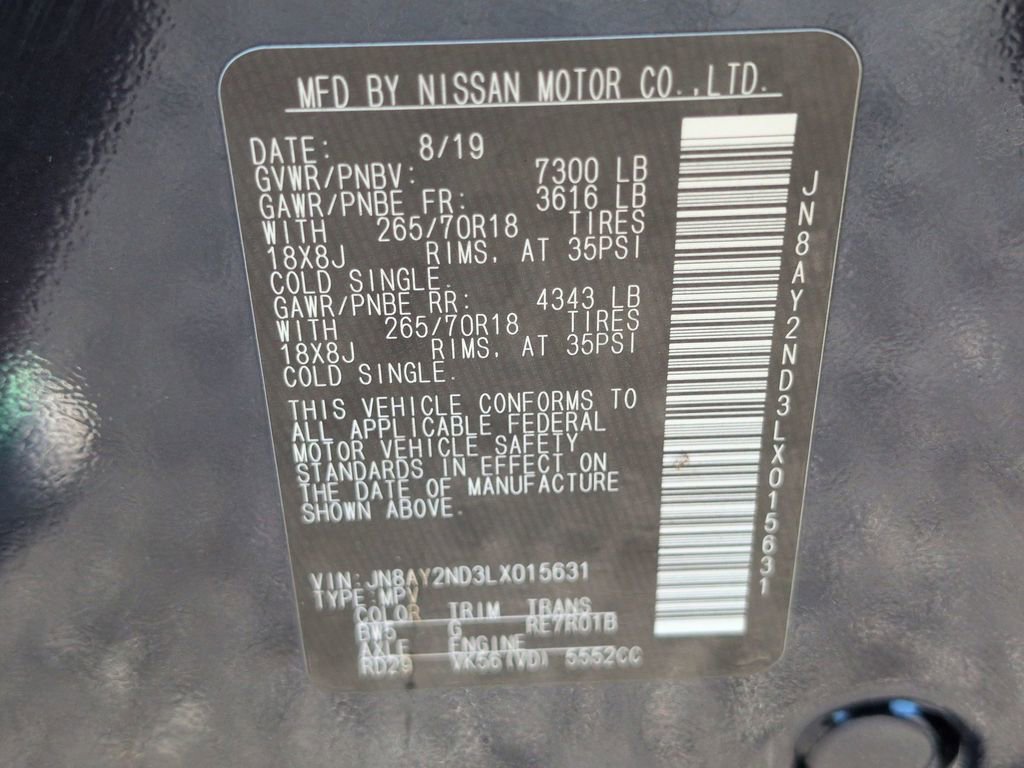 MFD BY NISSAN MOTOR CO.,LTD.
DATE: 8/19
GVWR/PNBV: 7300 LB
GAWR/PNBE FR: 3616 LB
WITH 265/70R18 TIRES
18X8J RIMS, AT 35PSI
COLD SINGLE.
GAWR/PNBE RR: 4343 LB
WITH 265/70R18 TIRES
18X8J RIMS, AT 35PSI
COLD SINGLE.
THIS VEHICLE CONFORMS TO
ALL APPLICABLE FEDERAL
MOTOR VEHICLE SAFETY
STANDARDS IN EFFECT ON
THE DATE OF MANUFACTURE
SHOWN ABOVE.
VIN:JN8AY2ND3LX015631
TYPE:MPV
COLOR TRIM TRANS
BW5 G RE7R01B
AXLE ENGINE
RD29 VK56(VD) 5552CC
JN8AY2ND3LX015631